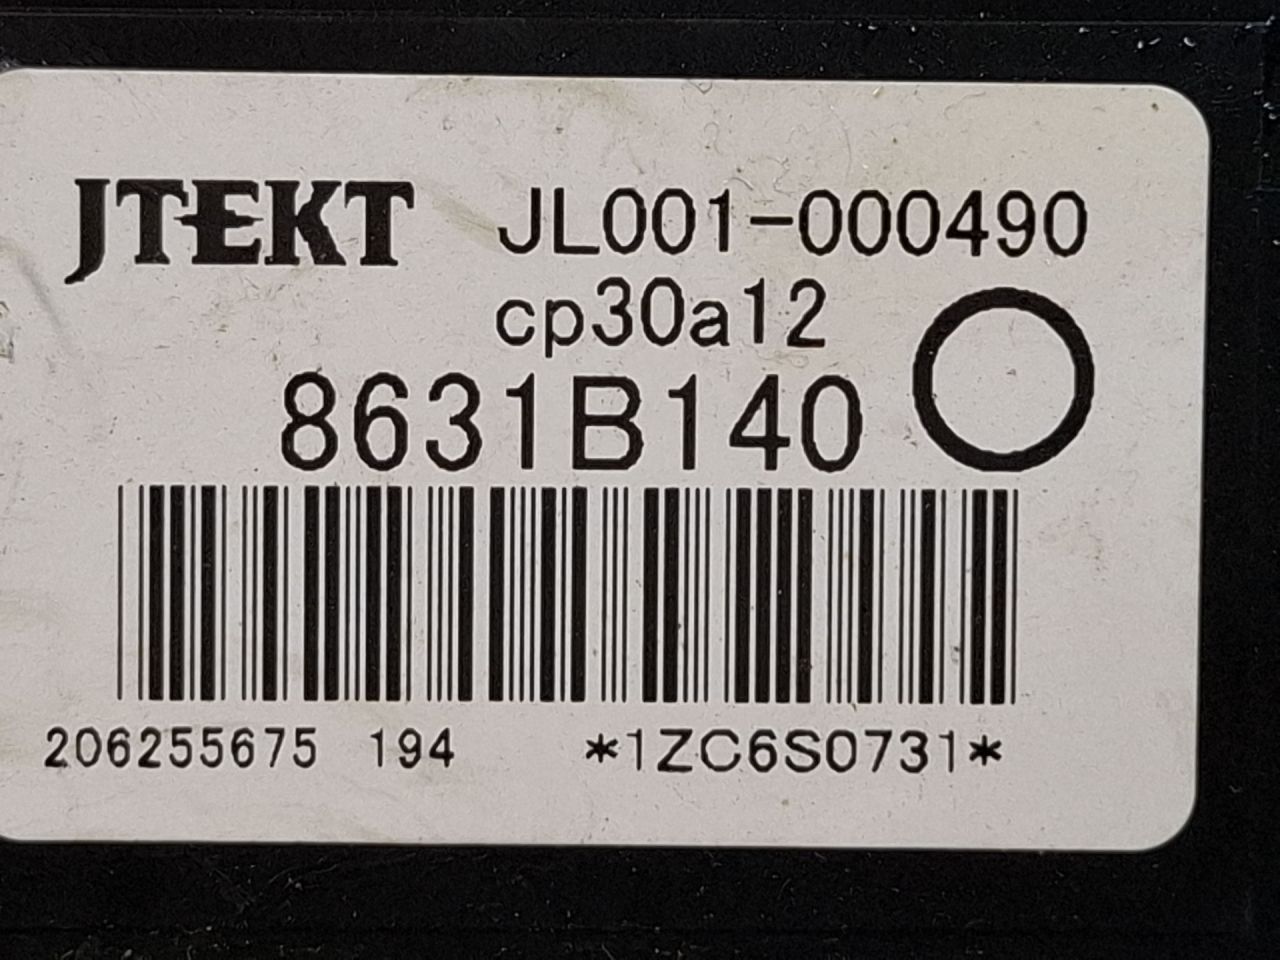 JTEKT JL001-000490
cp30a12
8631B140
206255675 194 *1ZC6S0731*